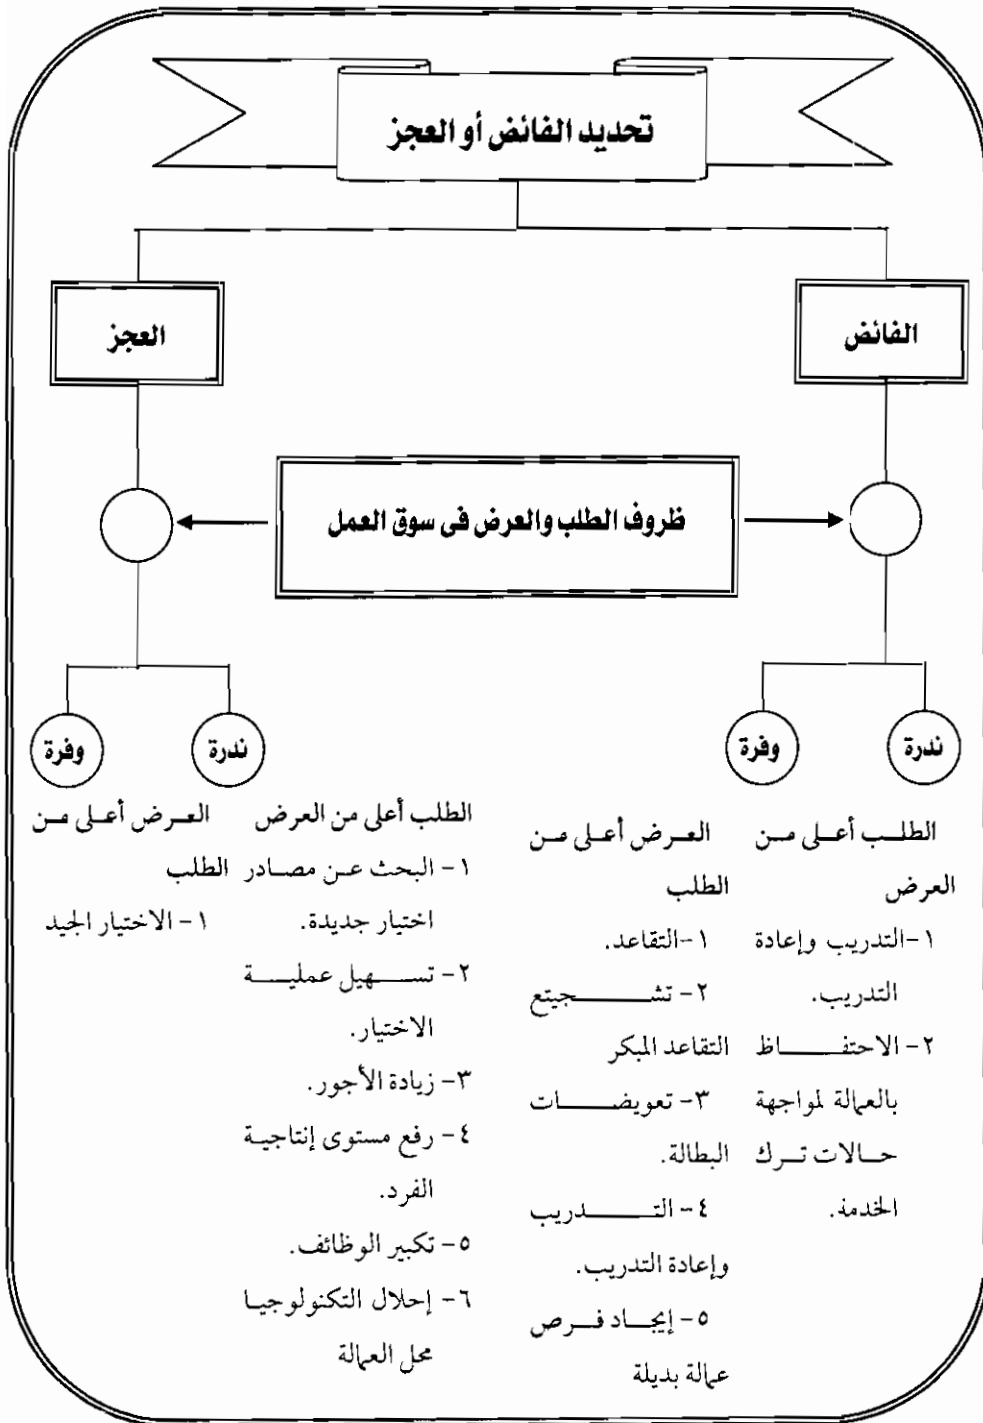 تحديد الفائض أو العجز
الفائض
العجز
ظروف الطلب والعرض فى سوق العمل
ندرة
وفرة
ندرة
وفرة
الطلب أعلى من
العرض
١- التدريب وإعادة
التدريب.
٢- الاحتفاظ
بالعمالة لمواجهة
حالات ترك
الخدمة.
العرض أعلى من
الطلب
١- التقاعد.
٢- تشجيتع
التقاعد المبكر
٣- تعويضات
البطالة.
٤- التدريب
وإعادة التدريب.
٥- إيجاد فرص
عمالة بديلة
الطلب أعلى من العرض
١- البحث عن مصادر
اختيار جديدة.
٢- تسهيل عملية
الاختيار.
٣- زيادة الأجور.
٤- رفع مستوى إنتاجية
الفرد.
٥- تكبير الوظائف.
٦- إحلال التكنولوجيا
محل العمالة
العرض أعلى من
الطلب
١- الاختيار الجيد